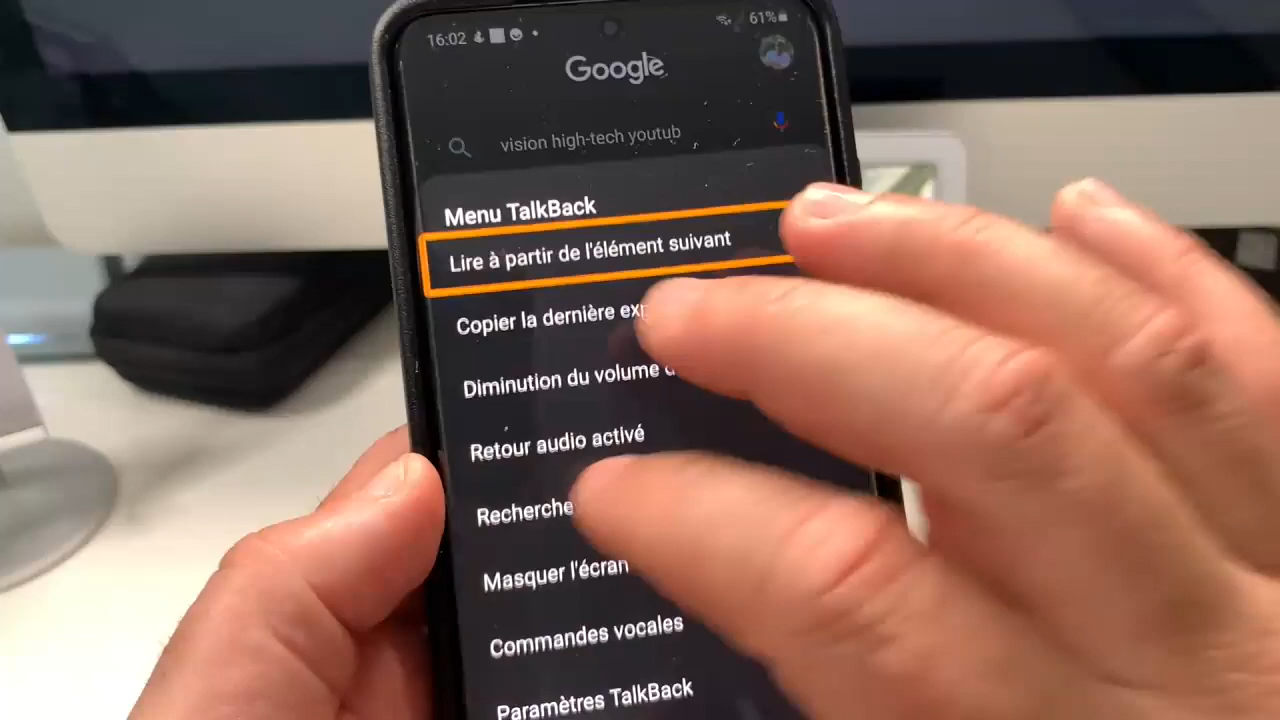 16:02
61%
Google
vision high-tech youtub
Menu TalkBack
Lire à partir de l'élément suivant
Copier la dernière
Diminution du volume
Retour audio activé
Recherche
Masquer l'écran
Commandes vocales
Paramètres TalkBack